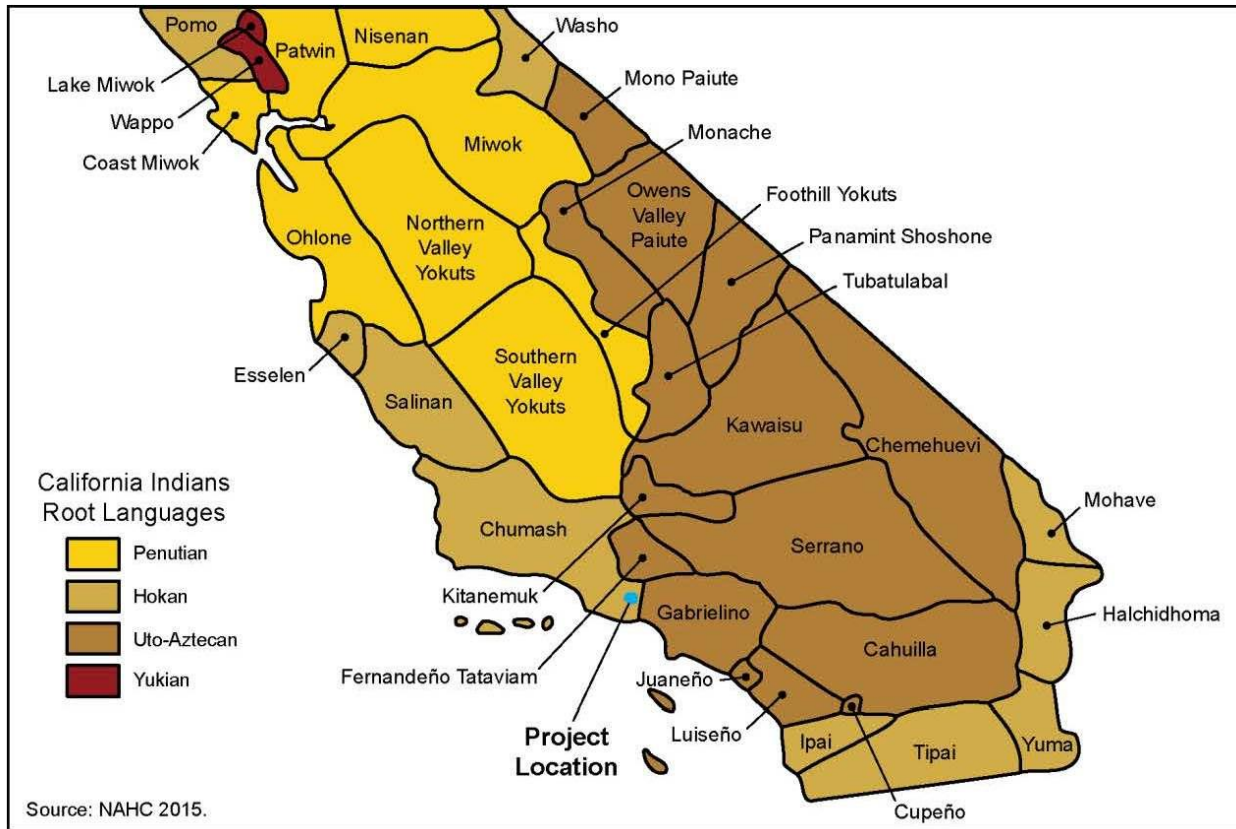 Pomo
Patwin
Nisenan
Washo
Lake Miwok
Mono Paiute
Wappo
Monache
Coast Miwok
Miwok
Foothill Yokuts
Owens
Valley
Paiute
Ohlone
Northern
Valley
Yokuts
Panamint Shoshone
Tubatulabal
Esselen
Southern
Valley
Yokuts
Salinan
Kawaisu
Chemehuevi
California Indians
Root Languages
Penutian
Hokan
Uto-Aztecan
Yukian
Chumash
Mohave
Serrano
Kitanemuk
Gabrielino
Halchidhoma
Fernandeño Tataviam
Cahuilla
Juaneño
Project
Location
Luiseño
Ipai
Tipai
Yuma
Cupeño
Source: NAHC 2015.